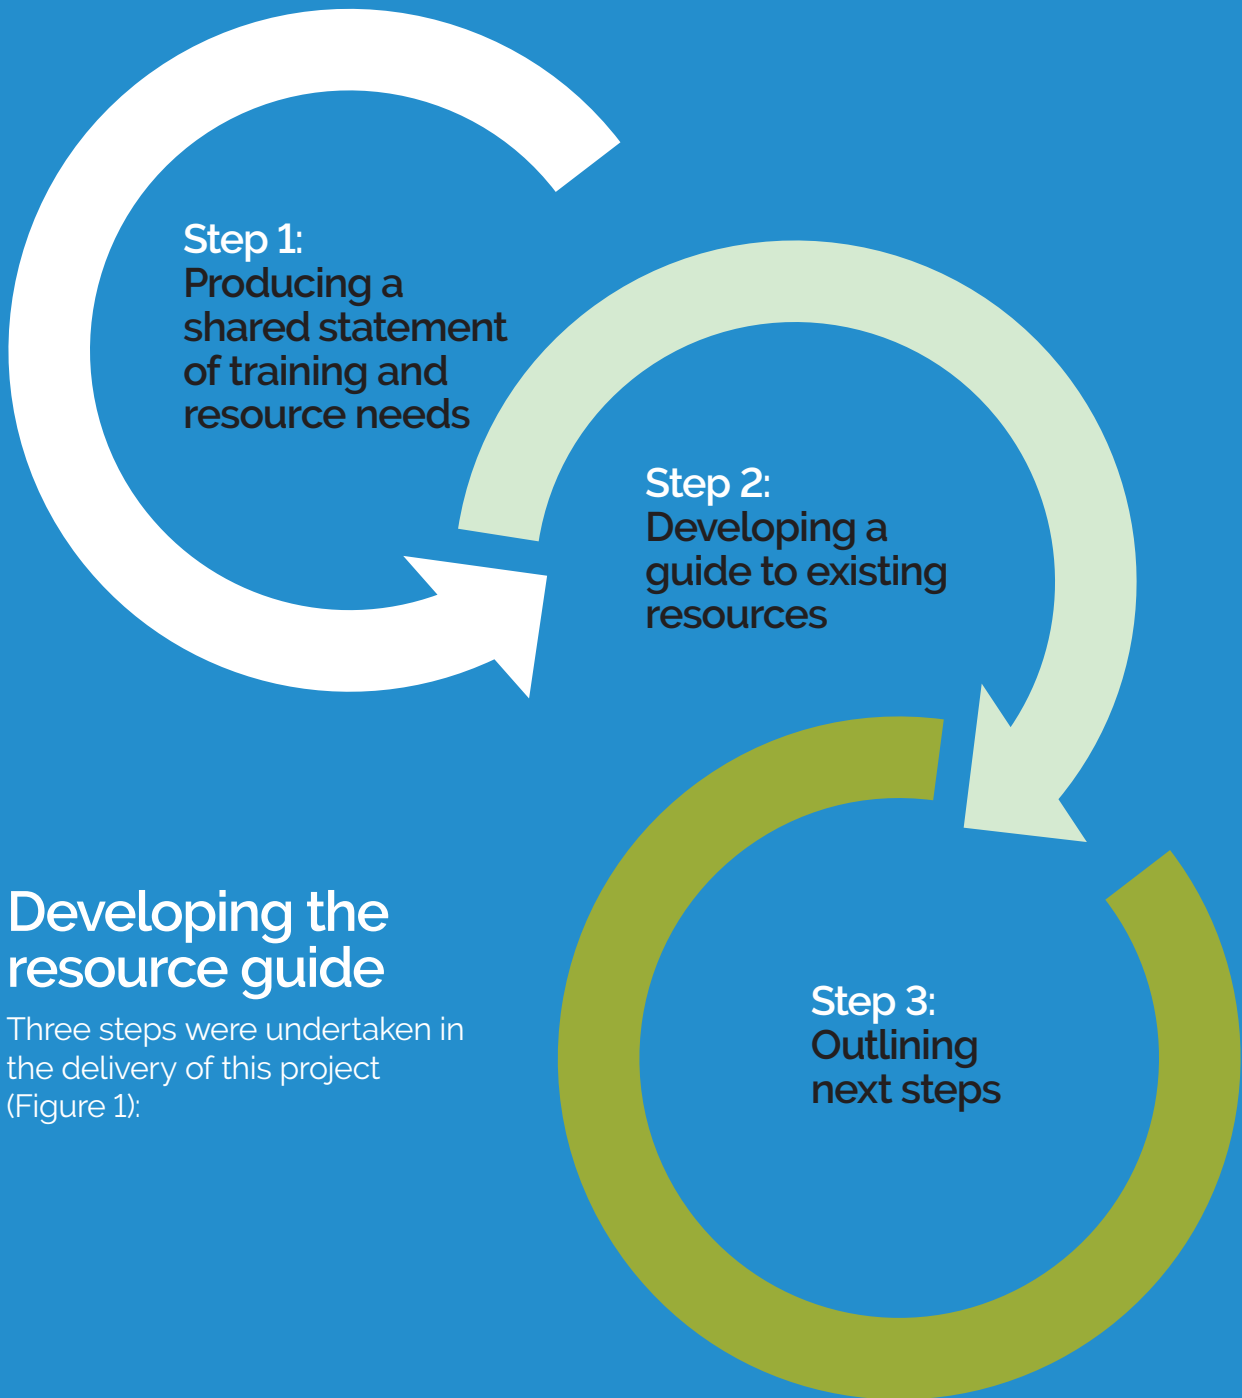 Step 1:
Producing a
shared statement
of training and
resource needs
Step 2:
Developing a
guide to existing
resources
Developing the
resource guide
Three steps were undertaken in
the delivery of this project
(Figure 1):
Step 3:
Outlining
next steps